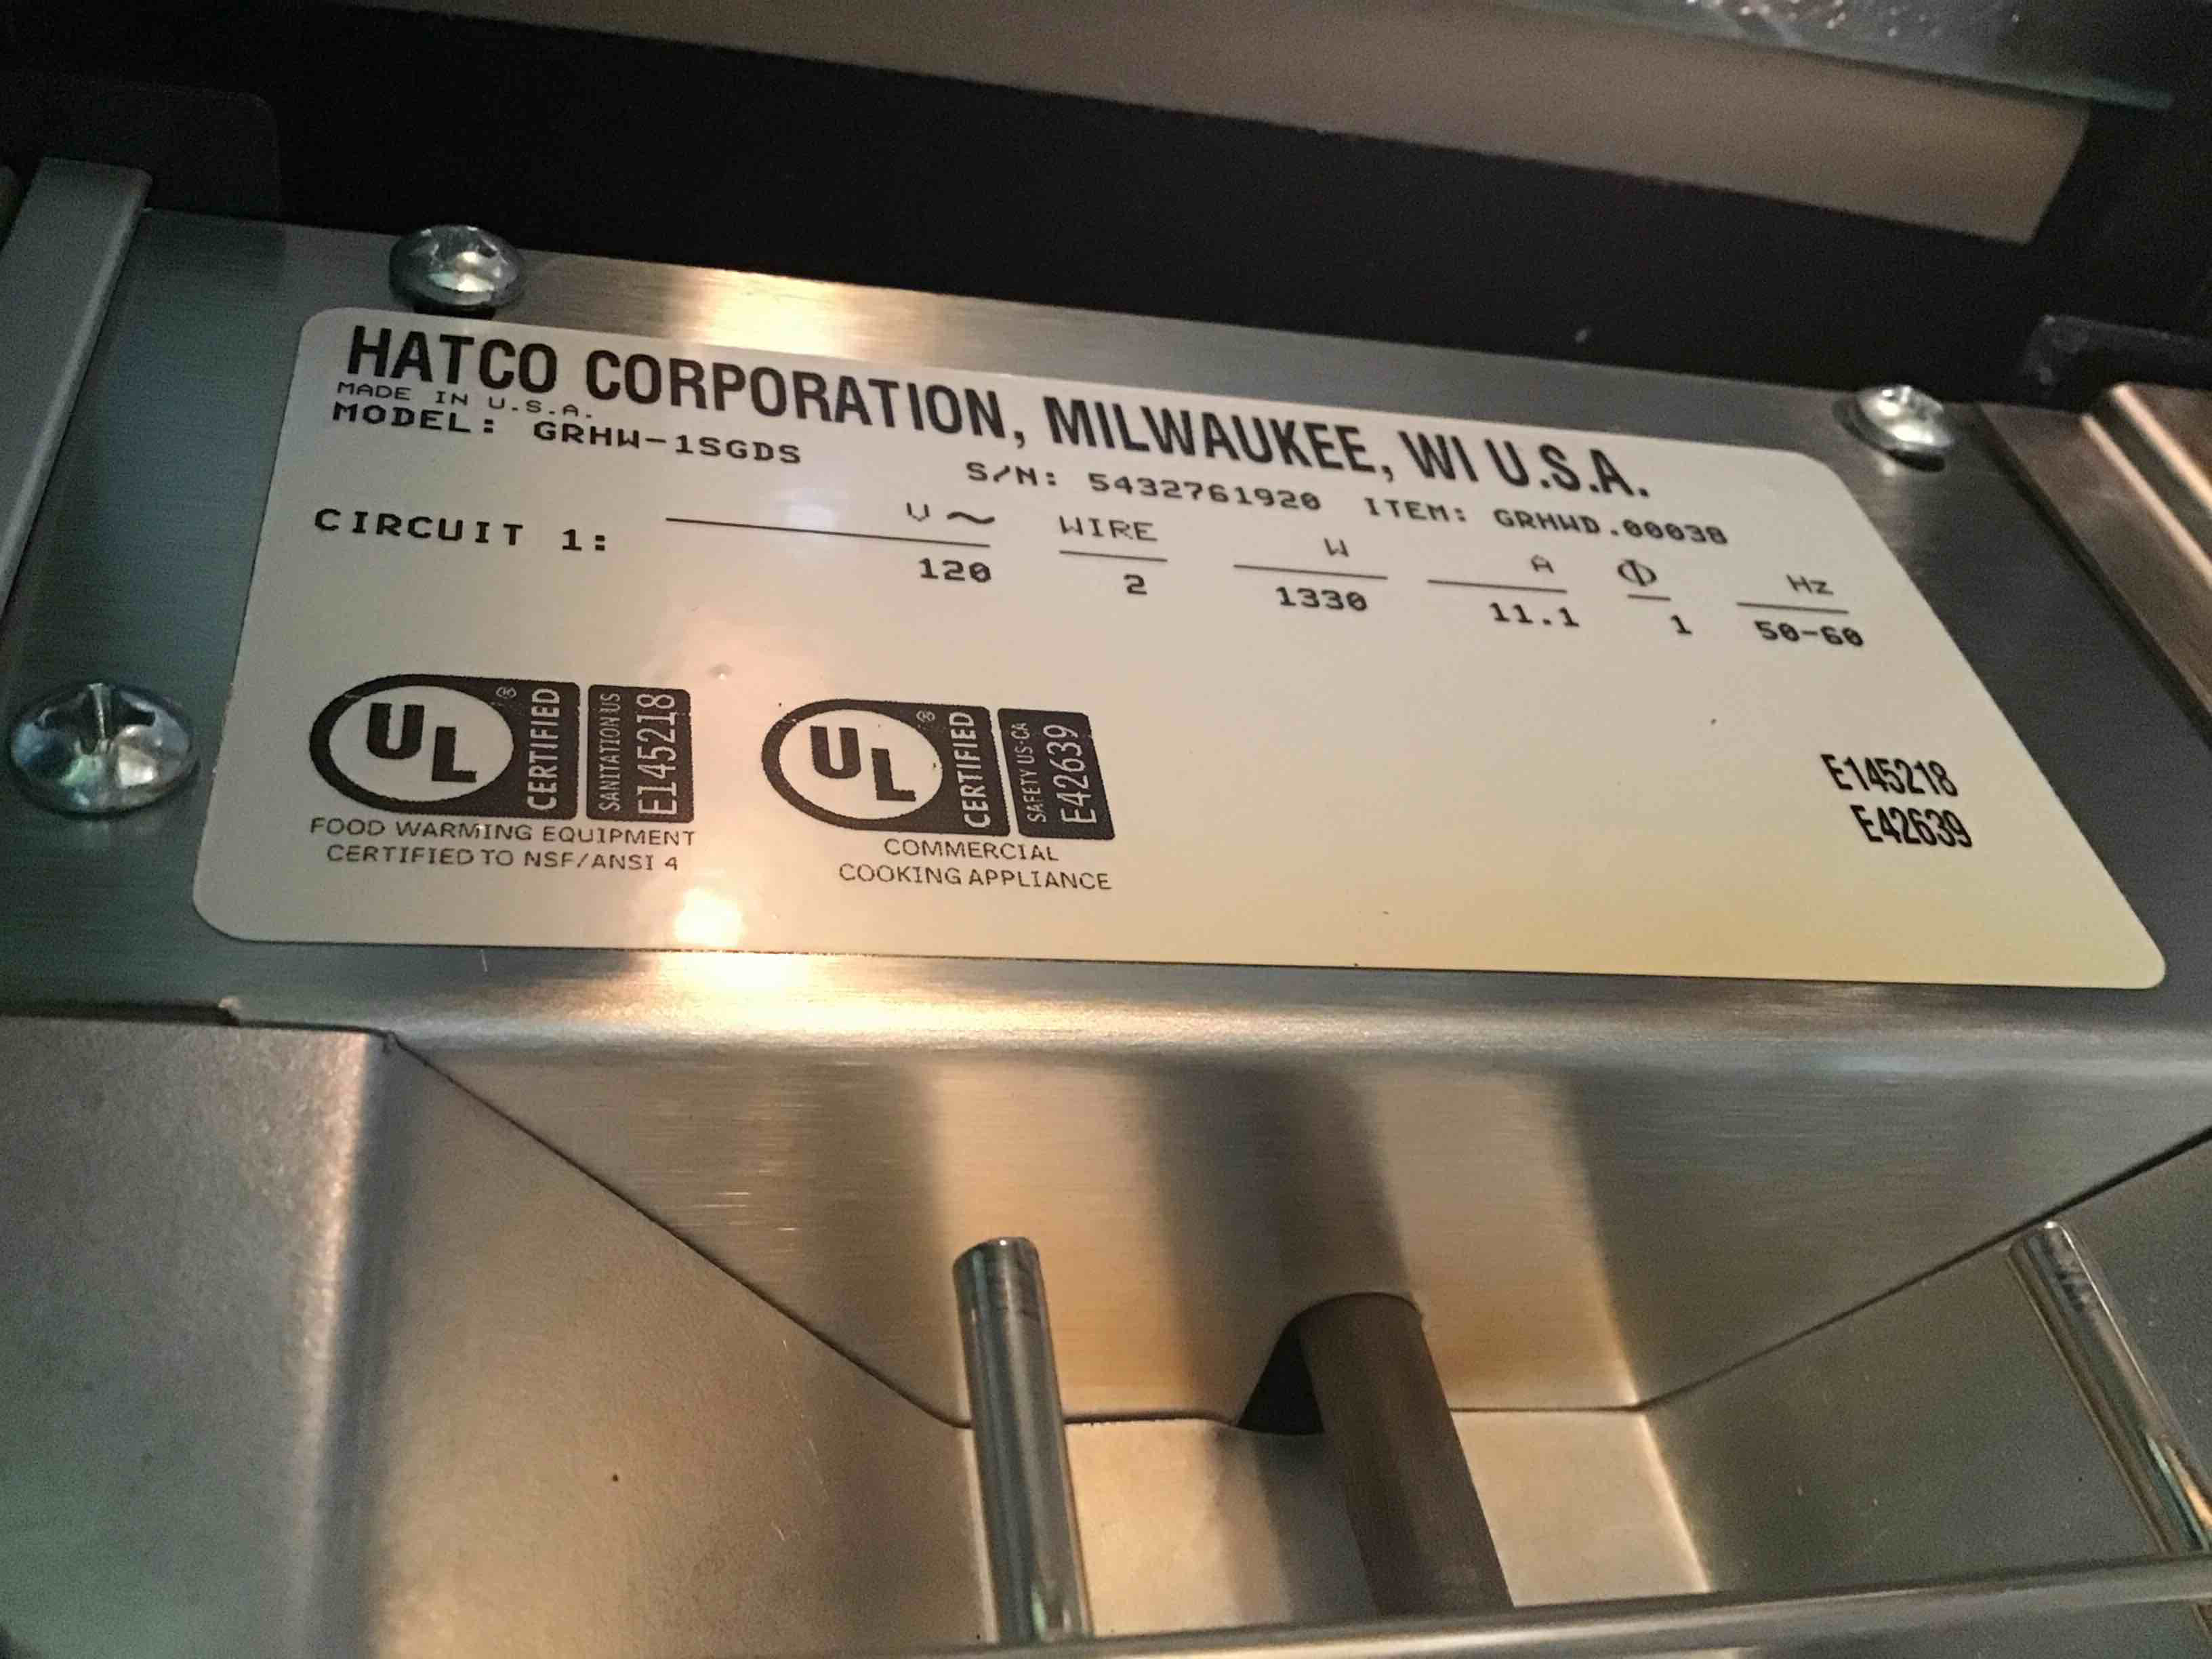 HATCO CORPORATION, MILWAUKEE, WI U.S.A.
MADE IN U.S.A.
MODEL: GRHW-1SGDS S/N: 5432761920 ITEM: GRHWD.00038
V~ WIRE W A Φ Hz
CIRCUIT 1: 120 2 1330 11.1 1 50-60
UL ® CERTIFIED SANITATION US E145218
FOOD WARMING EQUIPMENT
CERTIFIED TO NSF/ANSI 4
UL ® CERTIFIED SAFETY US-CA E42639
COMMERCIAL
COOKING APPLIANCE
E145218
E42639